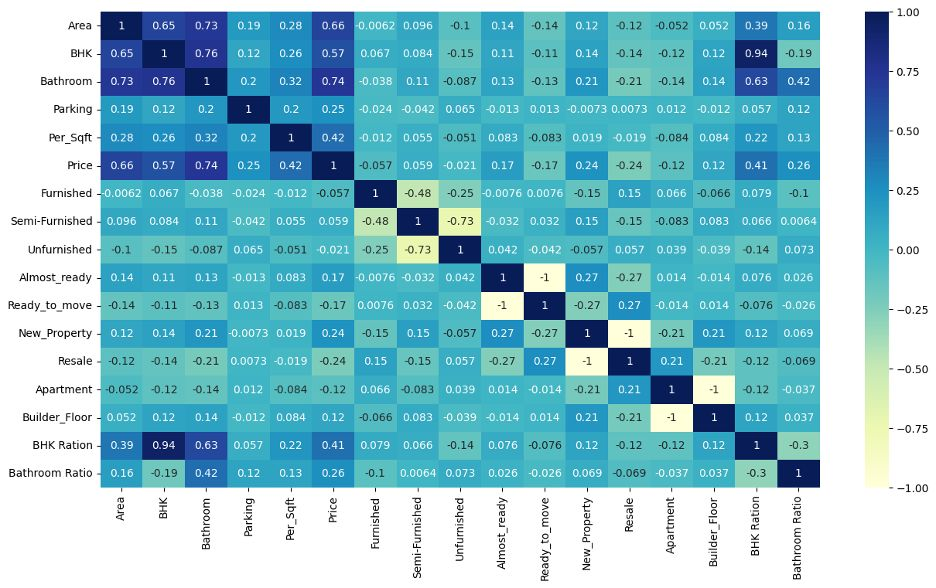 Area 1 0.65 0.73 0.19 0.28 0.66 -0.0062 0.096 -0.1 0.14 -0.14 0.12 -0.12 -0.052 0.052 0.39 0.16
BHK 0.65 1 0.76 0.12 0.26 0.57 0.067 0.084 -0.15 0.11 -0.11 0.14 -0.14 -0.12 0.12 0.94 -0.19
Bathroom 0.73 0.76 1 0.2 0.32 0.74 -0.038 0.11 -0.087 0.13 -0.13 0.21 -0.21 -0.14 0.14 0.63 0.42
Parking 0.19 0.12 0.2 1 0.2 0.25 -0.024 -0.042 0.065 -0.013 0.013 -0.0073 0.0073 0.012 -0.012 0.057 0.12
Per_Sqft 0.28 0.26 0.32 0.2 1 0.42 -0.012 0.055 -0.051 0.083 -0.083 0.019 -0.019 -0.084 0.084 0.22 0.13
Price 0.66 0.57 0.74 0.25 0.42 1 -0.057 0.059 -0.021 0.17 -0.17 0.24 -0.24 -0.12 0.12 0.41 0.26
Furnished -0.0062 0.067 -0.038 -0.024 -0.012 -0.057 1 -0.48 -0.25 -0.0076 0.0076 -0.15 0.15 0.066 -0.066 0.079 -0.1
Semi-Furnished 0.096 0.084 0.11 -0.042 0.055 0.059 -0.48 1 -0.73 -0.032 0.032 0.15 -0.15 -0.083 0.083 0.066 0.0064
Unfurnished -0.1 -0.15 -0.087 0.065 -0.051 -0.021 -0.25 -0.73 1 0.042 -0.042 -0.057 0.057 0.039 -0.039 -0.14 0.073
Almost_ready 0.14 0.11 0.13 -0.013 0.083 0.17 -0.0076 -0.032 0.042 1 -1 0.27 -0.27 0.014 -0.014 0.076 0.026
Ready_to_move -0.14 -0.11 -0.13 0.013 -0.083 -0.17 0.0076 0.032 -0.042 -1 1 -0.27 0.27 -0.014 0.014 -0.076 -0.026
New_Property 0.12 0.14 0.21 -0.0073 0.019 0.24 -0.15 0.15 -0.057 0.27 -0.27 1 -1 -0.21 0.21 0.12 0.069
Resale -0.12 -0.14 -0.21 0.0073 -0.019 -0.24 0.15 -0.15 0.057 -0.27 0.27 -1 1 0.21 -0.21 -0.12 -0.069
Apartment -0.052 -0.12 -0.14 0.012 -0.084 -0.12 0.066 -0.083 0.039 0.014 -0.014 -0.21 0.21 1 -1 -0.12 -0.037
Builder_Floor 0.052 0.12 0.14 -0.012 0.084 0.12 -0.066 0.083 -0.039 -0.014 0.014 0.21 -0.21 -1 1 0.12 0.037
BHK Ration 0.39 0.94 0.63 0.057 0.22 0.41 0.079 0.066 -0.14 0.076 -0.076 0.12 -0.12 -0.12 0.12 1 -0.3
Bathroom Ratio 0.16 -0.19 0.42 0.12 0.13 0.26 -0.1 0.0064 0.073 0.026 -0.026 0.069 -0.069 -0.037 0.037 -0.3 1
Area
BHK
Bathroom
Parking
Per_Sqft
Price
Furnished
Semi-Furnished
Unfurnished
Almost_ready
Ready_to_move
New_Property
Resale
Apartment
Builder_Floor
BHK Ration
Bathroom Ratio
1.00
0.75
0.50
0.25
0.00
-0.25
-0.50
-0.75
-1.00